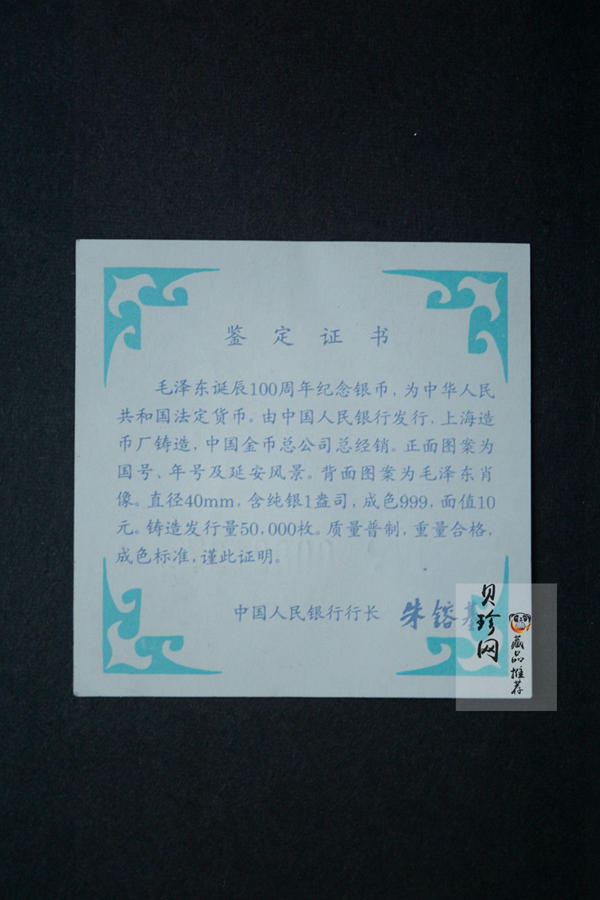 鉴定证书
毛泽东诞辰100周年纪念银币，为中华人民
共和国法定货币。由中国人民银行发行，上海造
币厂铸造，中国金币总公司总经销。正面图案为
国号、年号及延安风景。背面图案为毛泽东肖
像。直径40mm，含纯银1盎司，成色999，面值10
元。铸造发行量50,000枚。质量普制，重量合格，
成色标准，谨此证明。
中国人民银行行长 朱镕基
贝珍网
藏品推荐